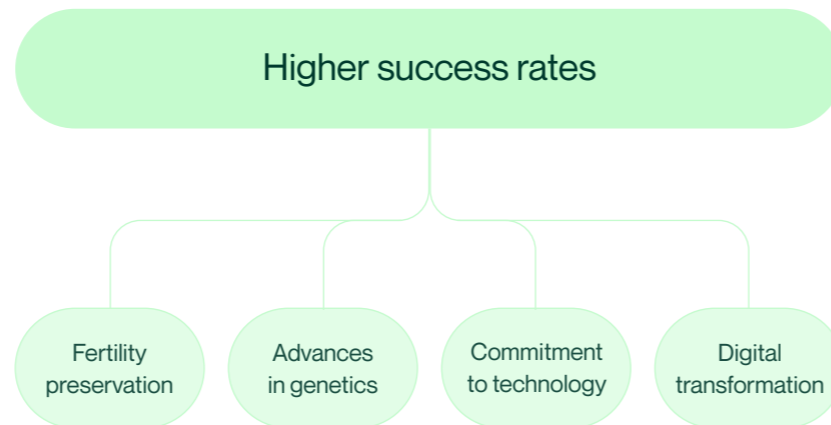 Higher success rates
Fertility
preservation
Advances
in genetics
Commitment
to technology
Digital
transformation